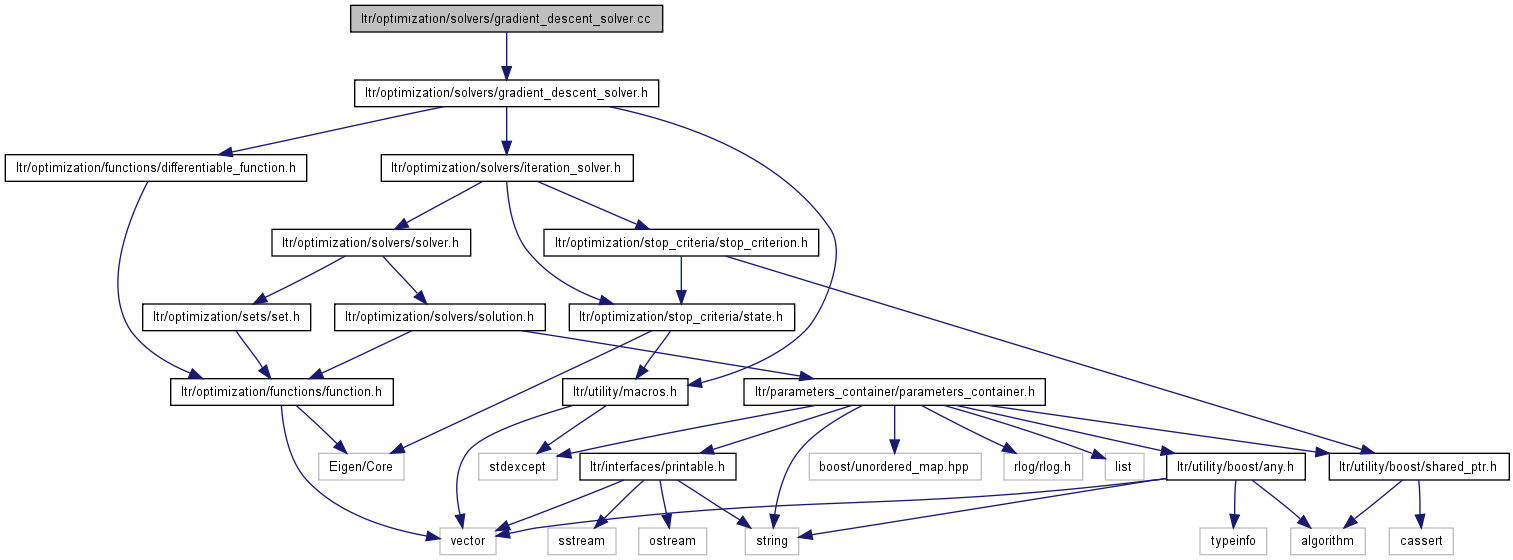 ltr/optimization/solvers/gradient_descent_solver.cc
ltr/optimization/solvers/gradient_descent_solver.h
ltr/optimization/functions/differentiable_function.h
ltr/optimization/solvers/iteration_solver.h
ltr/optimization/solvers/solver.h
ltr/optimization/stop_criteria/stop_criterion.h
ltr/optimization/sets/set.h
ltr/optimization/solvers/solution.h
ltr/optimization/stop_criteria/state.h
ltr/optimization/functions/function.h
ltr/utility/macros.h
ltr/parameters_container/parameters_container.h
Eigen/Core
stdexcept
ltr/interfaces/printable.h
boost/unordered_map.hpp
rlog/rlog.h
list
ltr/utility/boost/any.h
ltr/utility/boost/shared_ptr.h
vector
sstream
ostream
string
typeinfo
algorithm
cassert